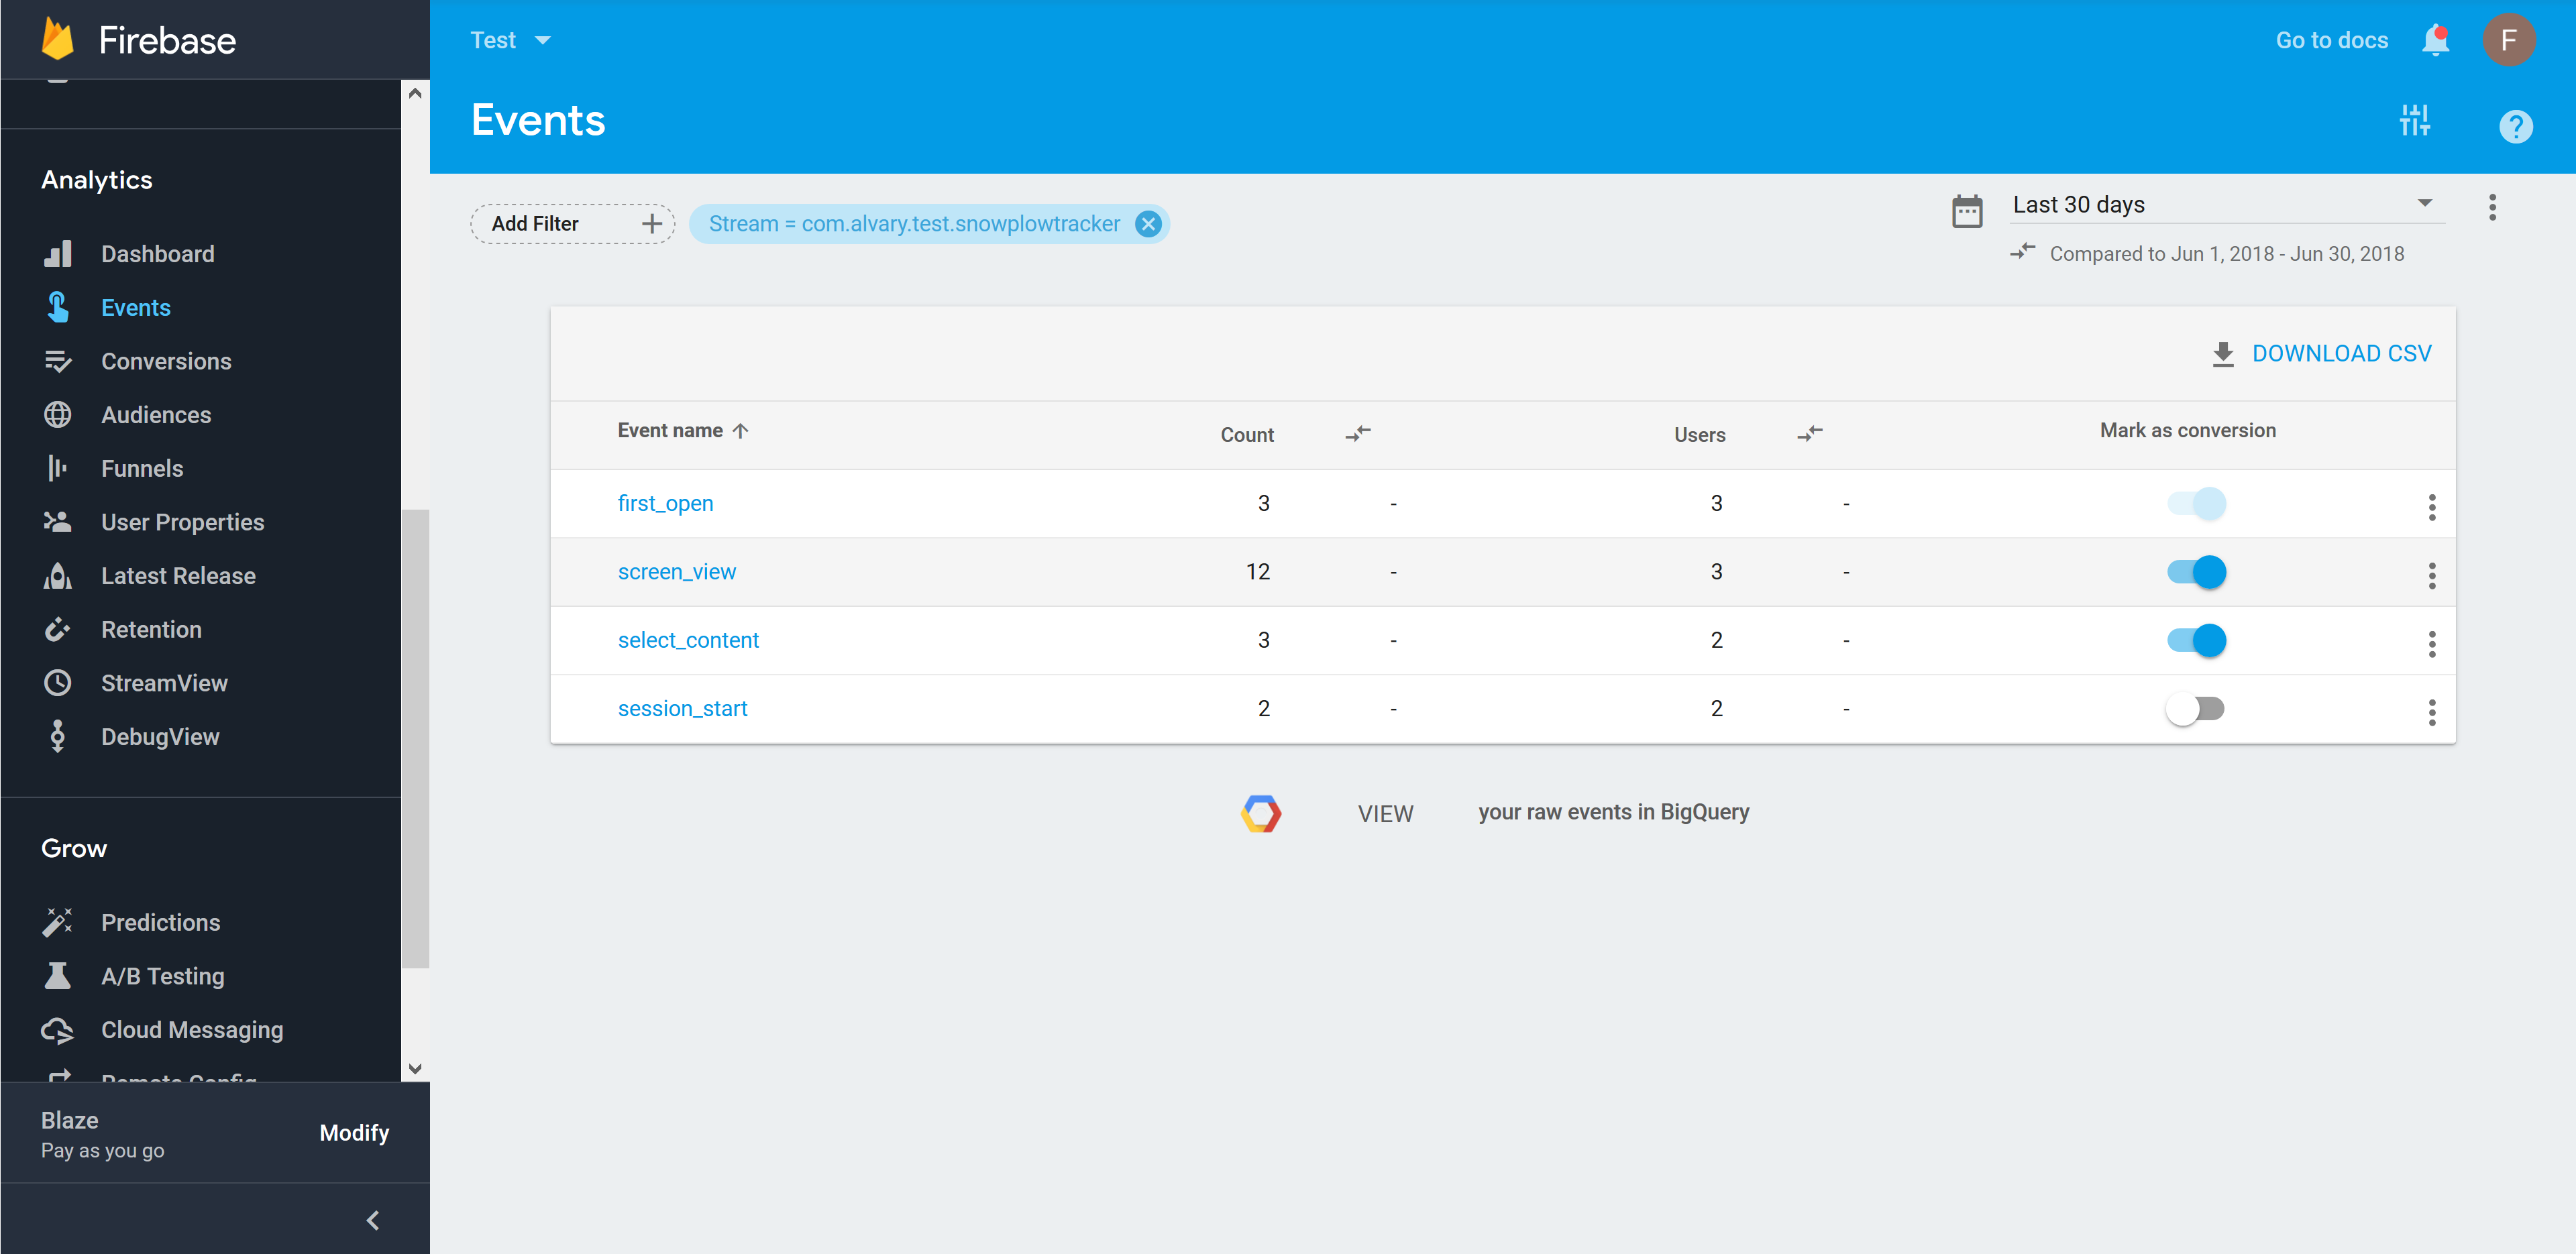 Firebase
Analytics
Dashboard
Events
Conversions
Audiences
Funnels
User Properties
Latest Release
Retention
StreamView
DebugView
Grow
Predictions
A/B Testing
Cloud Messaging
Remote Config
Blaze
Pay as you go
Modify
Test
Go to docs
F
Events
?
Add Filter
Stream = com.alvary.test.snowplowtracker
Last 30 days
Compared to Jun 1, 2018 - Jun 30, 2018
DOWNLOAD CSV
Event name Count Users Mark as conversion
first_open 3 - 3 -
screen_view 12 - 3 -
select_content 3 - 2 -
session_start 2 - 2 -
VIEW your raw events in BigQuery